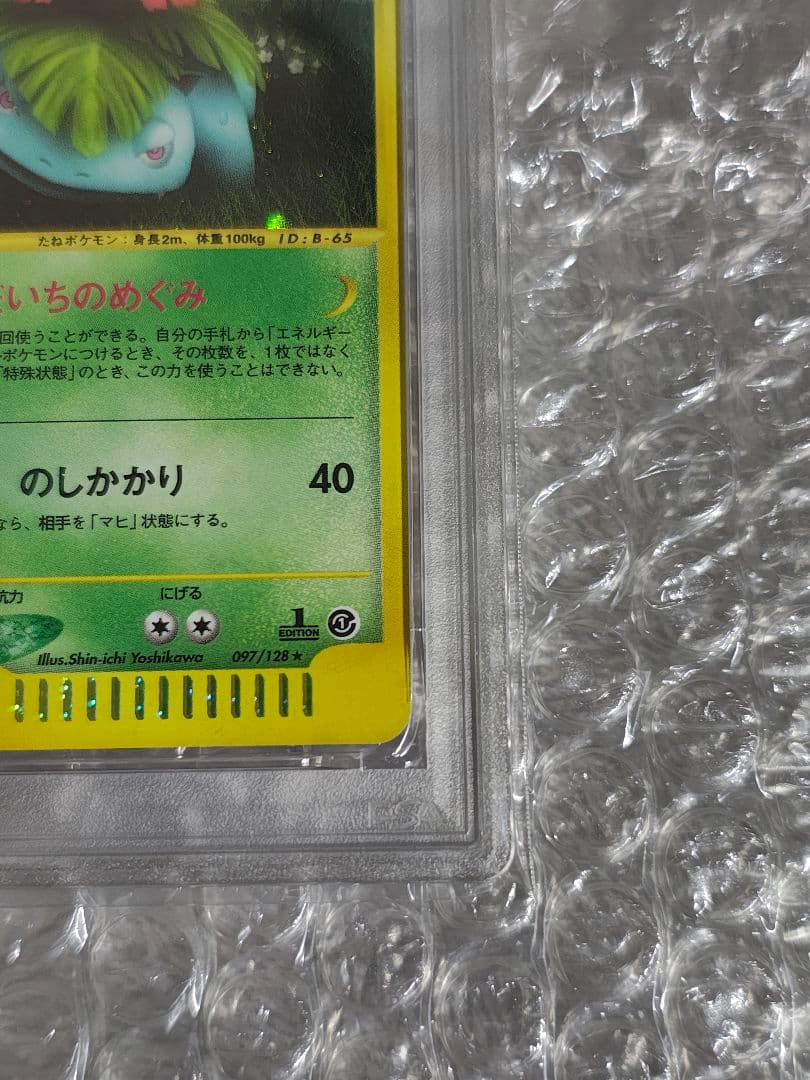 たねポケモン：身長2m、体重100kg ID：B-65
いちのめぐみ
回使うことができる。自分の手札から「エネルギー
ポケモンにつけるとき、その枚数を、1枚ではなく
「特殊状態」のとき、この力を使うことはできない。
のしかかり 40
なら、相手を「マヒ」状態にする。
抗力 にげる
1 EDITION
Illus.Shin-ichi Yoshikawa 097/128 ★